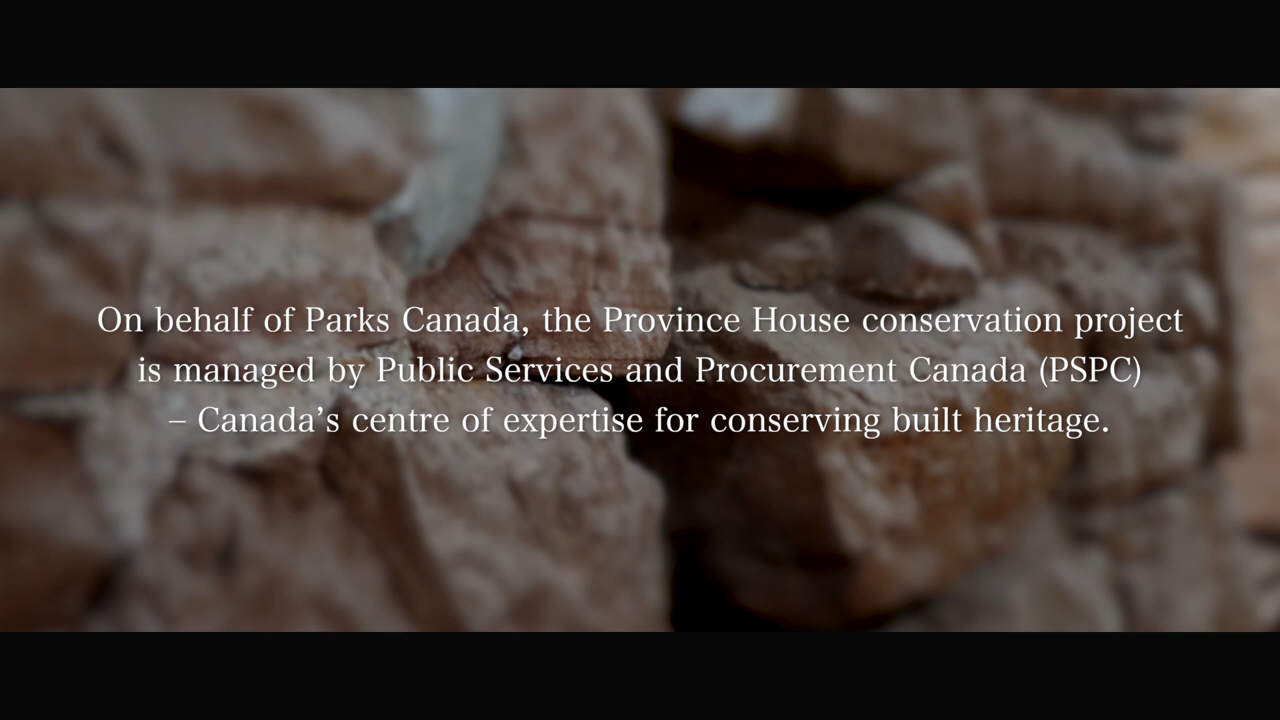 On behalf of Parks Canada, the Province House conservation project
is managed by Public Services and Procurement Canada (PSPC)
– Canada’s centre of expertise for conserving built heritage.